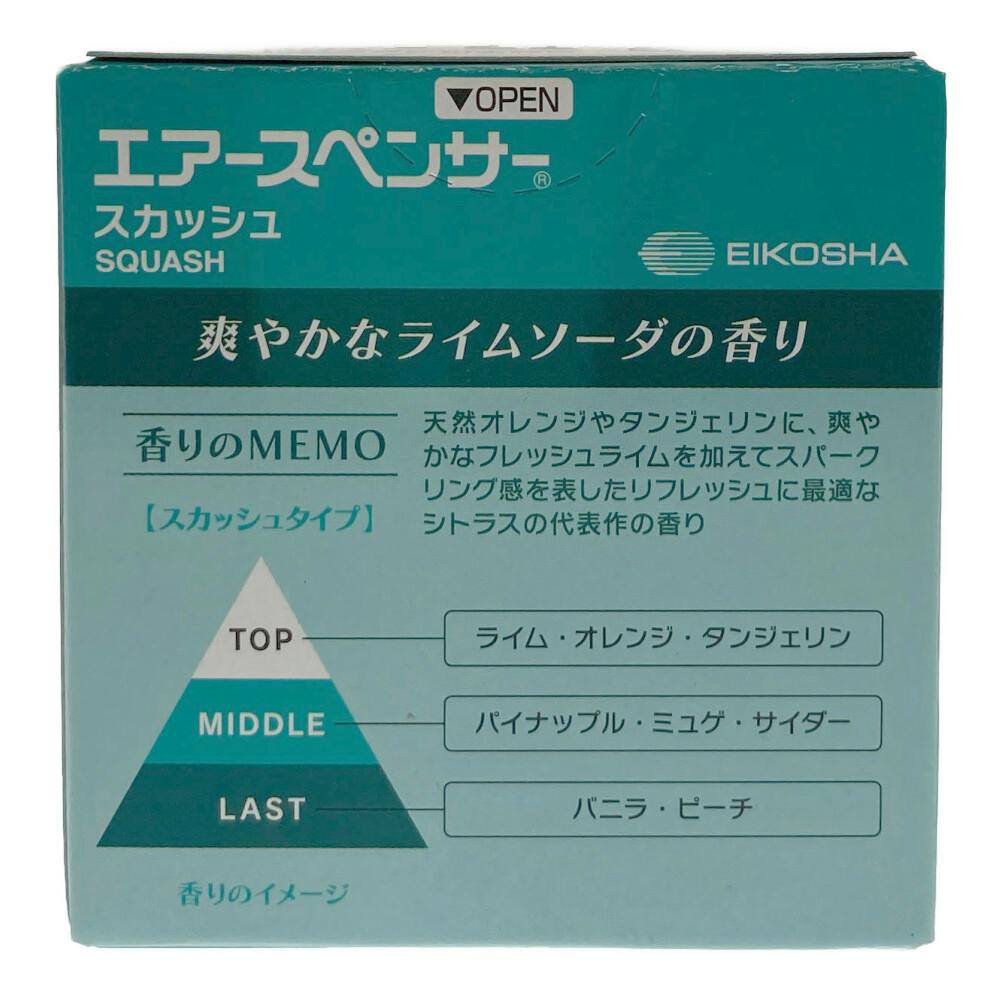 ▼OPEN
エアースペンサー®
スカッシュ
SQUASH
EIKOSHA
爽やかなライムソーダの香り
香りのMEMO
【スカッシュタイプ】
天然オレンジやタンジェリンに、爽や
かなフレッシュライムを加えてスパーク
リング感を表したリフレッシュに最適な
シトラスの代表作の香り
TOP
ライム・オレンジ・タンジェリン
MIDDLE
パイナップル・ミュゲ・サイダー
LAST
バニラ・ピーチ
香りのイメージ